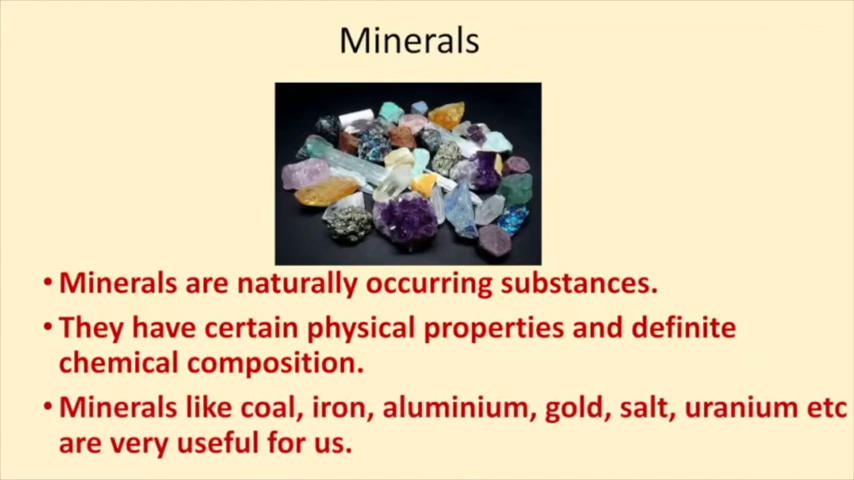 Minerals
• Minerals are naturally occurring substances.
• They have certain physical properties and definite
chemical composition.
• Minerals like coal, iron, aluminium, gold, salt, uranium etc
are very useful for us.